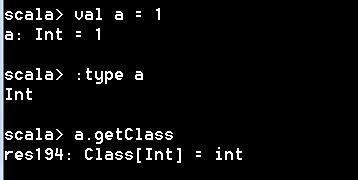 scala> val a = 1
a: Int = 1
scala> :type a
Int
scala> a.getClass
res194: Class[Int] = int